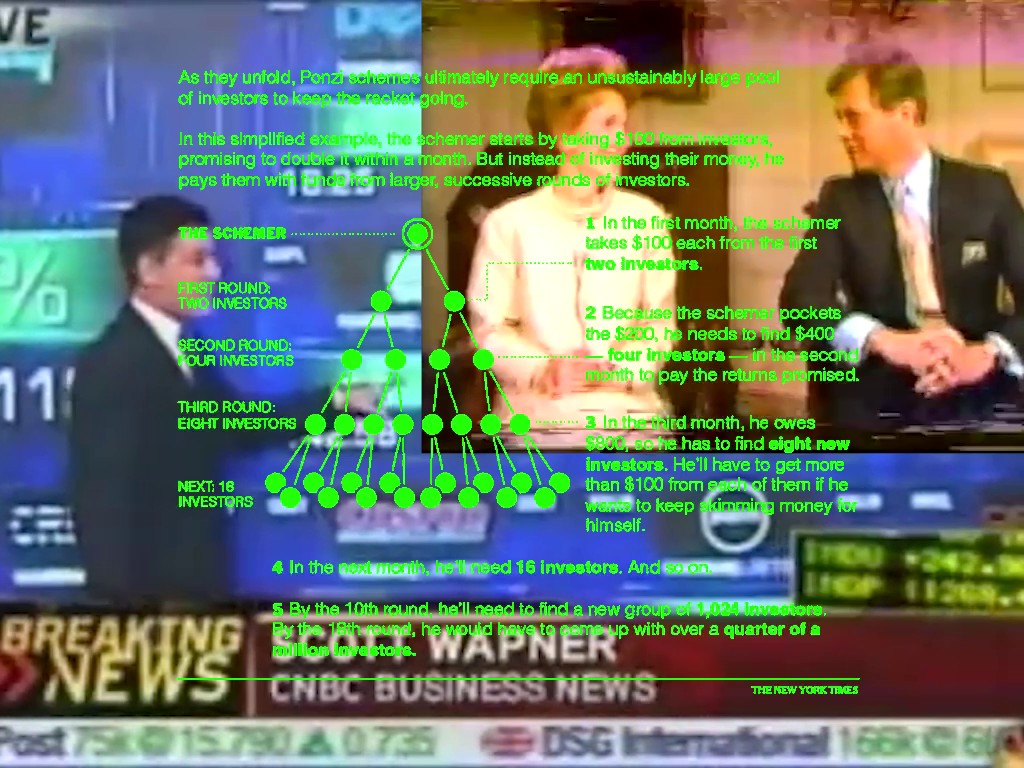 VE
As they unfold, Ponzi schemes ultimately require an unsustainably large pool
of investors to keep the racket going.
In this simplified example, the schemer starts by taking $100 from investors,
promising to double it within a month. But instead of investing their money, he
pays them with funds from larger, successive rounds of investors.
THE SCHEMER
FIRST ROUND:
TWO INVESTORS
SECOND ROUND:
FOUR INVESTORS
THIRD ROUND:
EIGHT INVESTORS
NEXT: 16
INVESTORS
1 In the first month, the schemer
takes $100 each from the first
two investors.
2 Because the schemer pockets
the $200, he needs to find $400
— four investors — in the second
month to pay the returns promised.
3 In the third month, he owes
$800, so he has to find eight new
investors. He'll have to get more
than $100 from each of them if he
wants to keep skimming money for
himself.
4 In the next month, he'll need 16 investors. And so on.
5 By the 10th round, he'll need to find a new group of 1,024 investors.
By the 18th round, he would have to come up with over a quarter of a
million investors.
THE NEW YORK TIMES
%
BREAKING
NEWS
SCOTT WAPNER
CNBC BUSINESS NEWS
Post 75k @ 15.790 ▲ 0.735 DSG International 166k @ 60